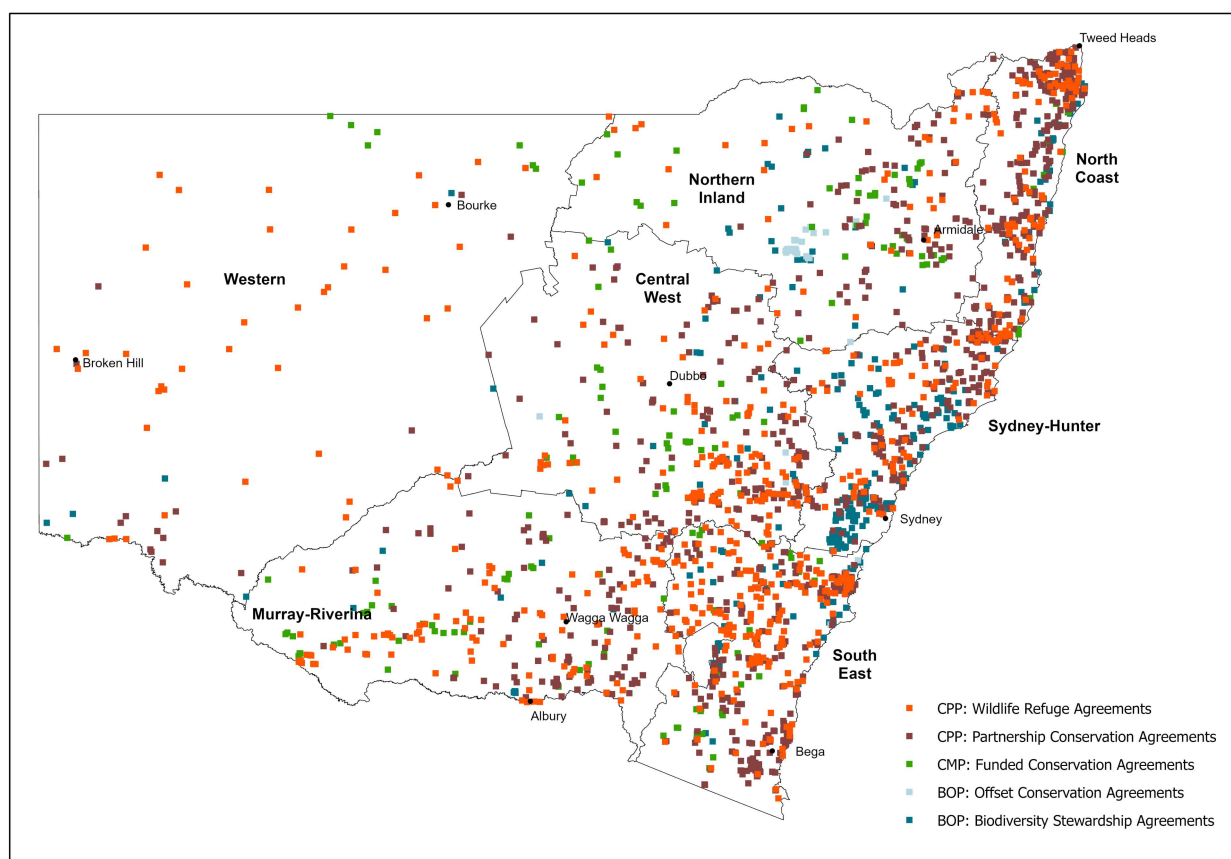 Tweed Heads
North
Coast
Northern
Inland
Bourke
Armidale
Western
Central
West
Broken Hill
Dubbo
Sydney-Hunter
Sydney
Murray-Riverina
Wagga Wagga
South
East
Albury
Bega
CPP: Wildlife Refuge Agreements
CPP: Partnership Conservation Agreements
CMP: Funded Conservation Agreements
BOP: Offset Conservation Agreements
BOP: Biodiversity Stewardship Agreements